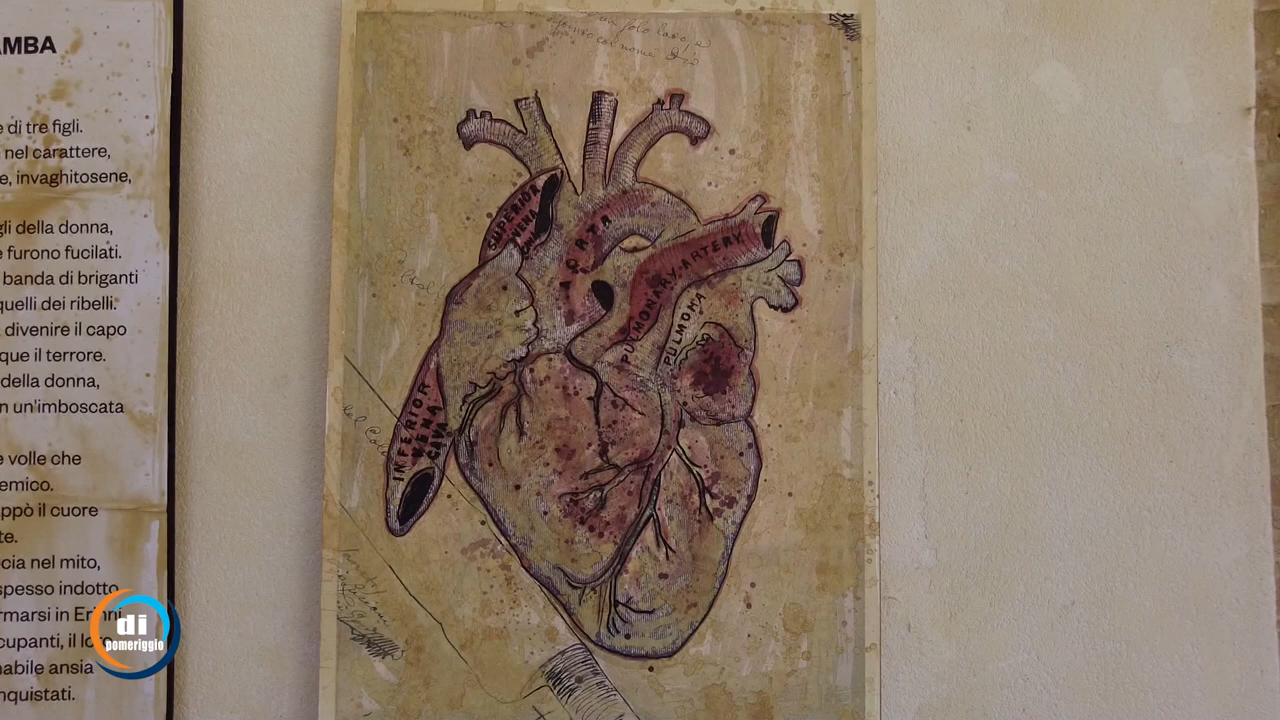 AMBA
e di tre figli.
nel carattere,
e, invaghitosene,
gli della donna,
e furono fucilati.
banda di briganti
quelli dei ribelli.
divenire il capo
que il terrore.
della donna,
n un'imboscata
e volle che
emico.
appò il cuore
te.
cia nel mito,
spesso indotto
rmarsi in Erinni
cupanti, il loro
nabile ansia
nquistati.
SUPERIOR
VENA
CAVA
AORTA
PULMONARY ARTERY
PULMONA
INFERIOR
VENA
CAVA
di
pomeriggio